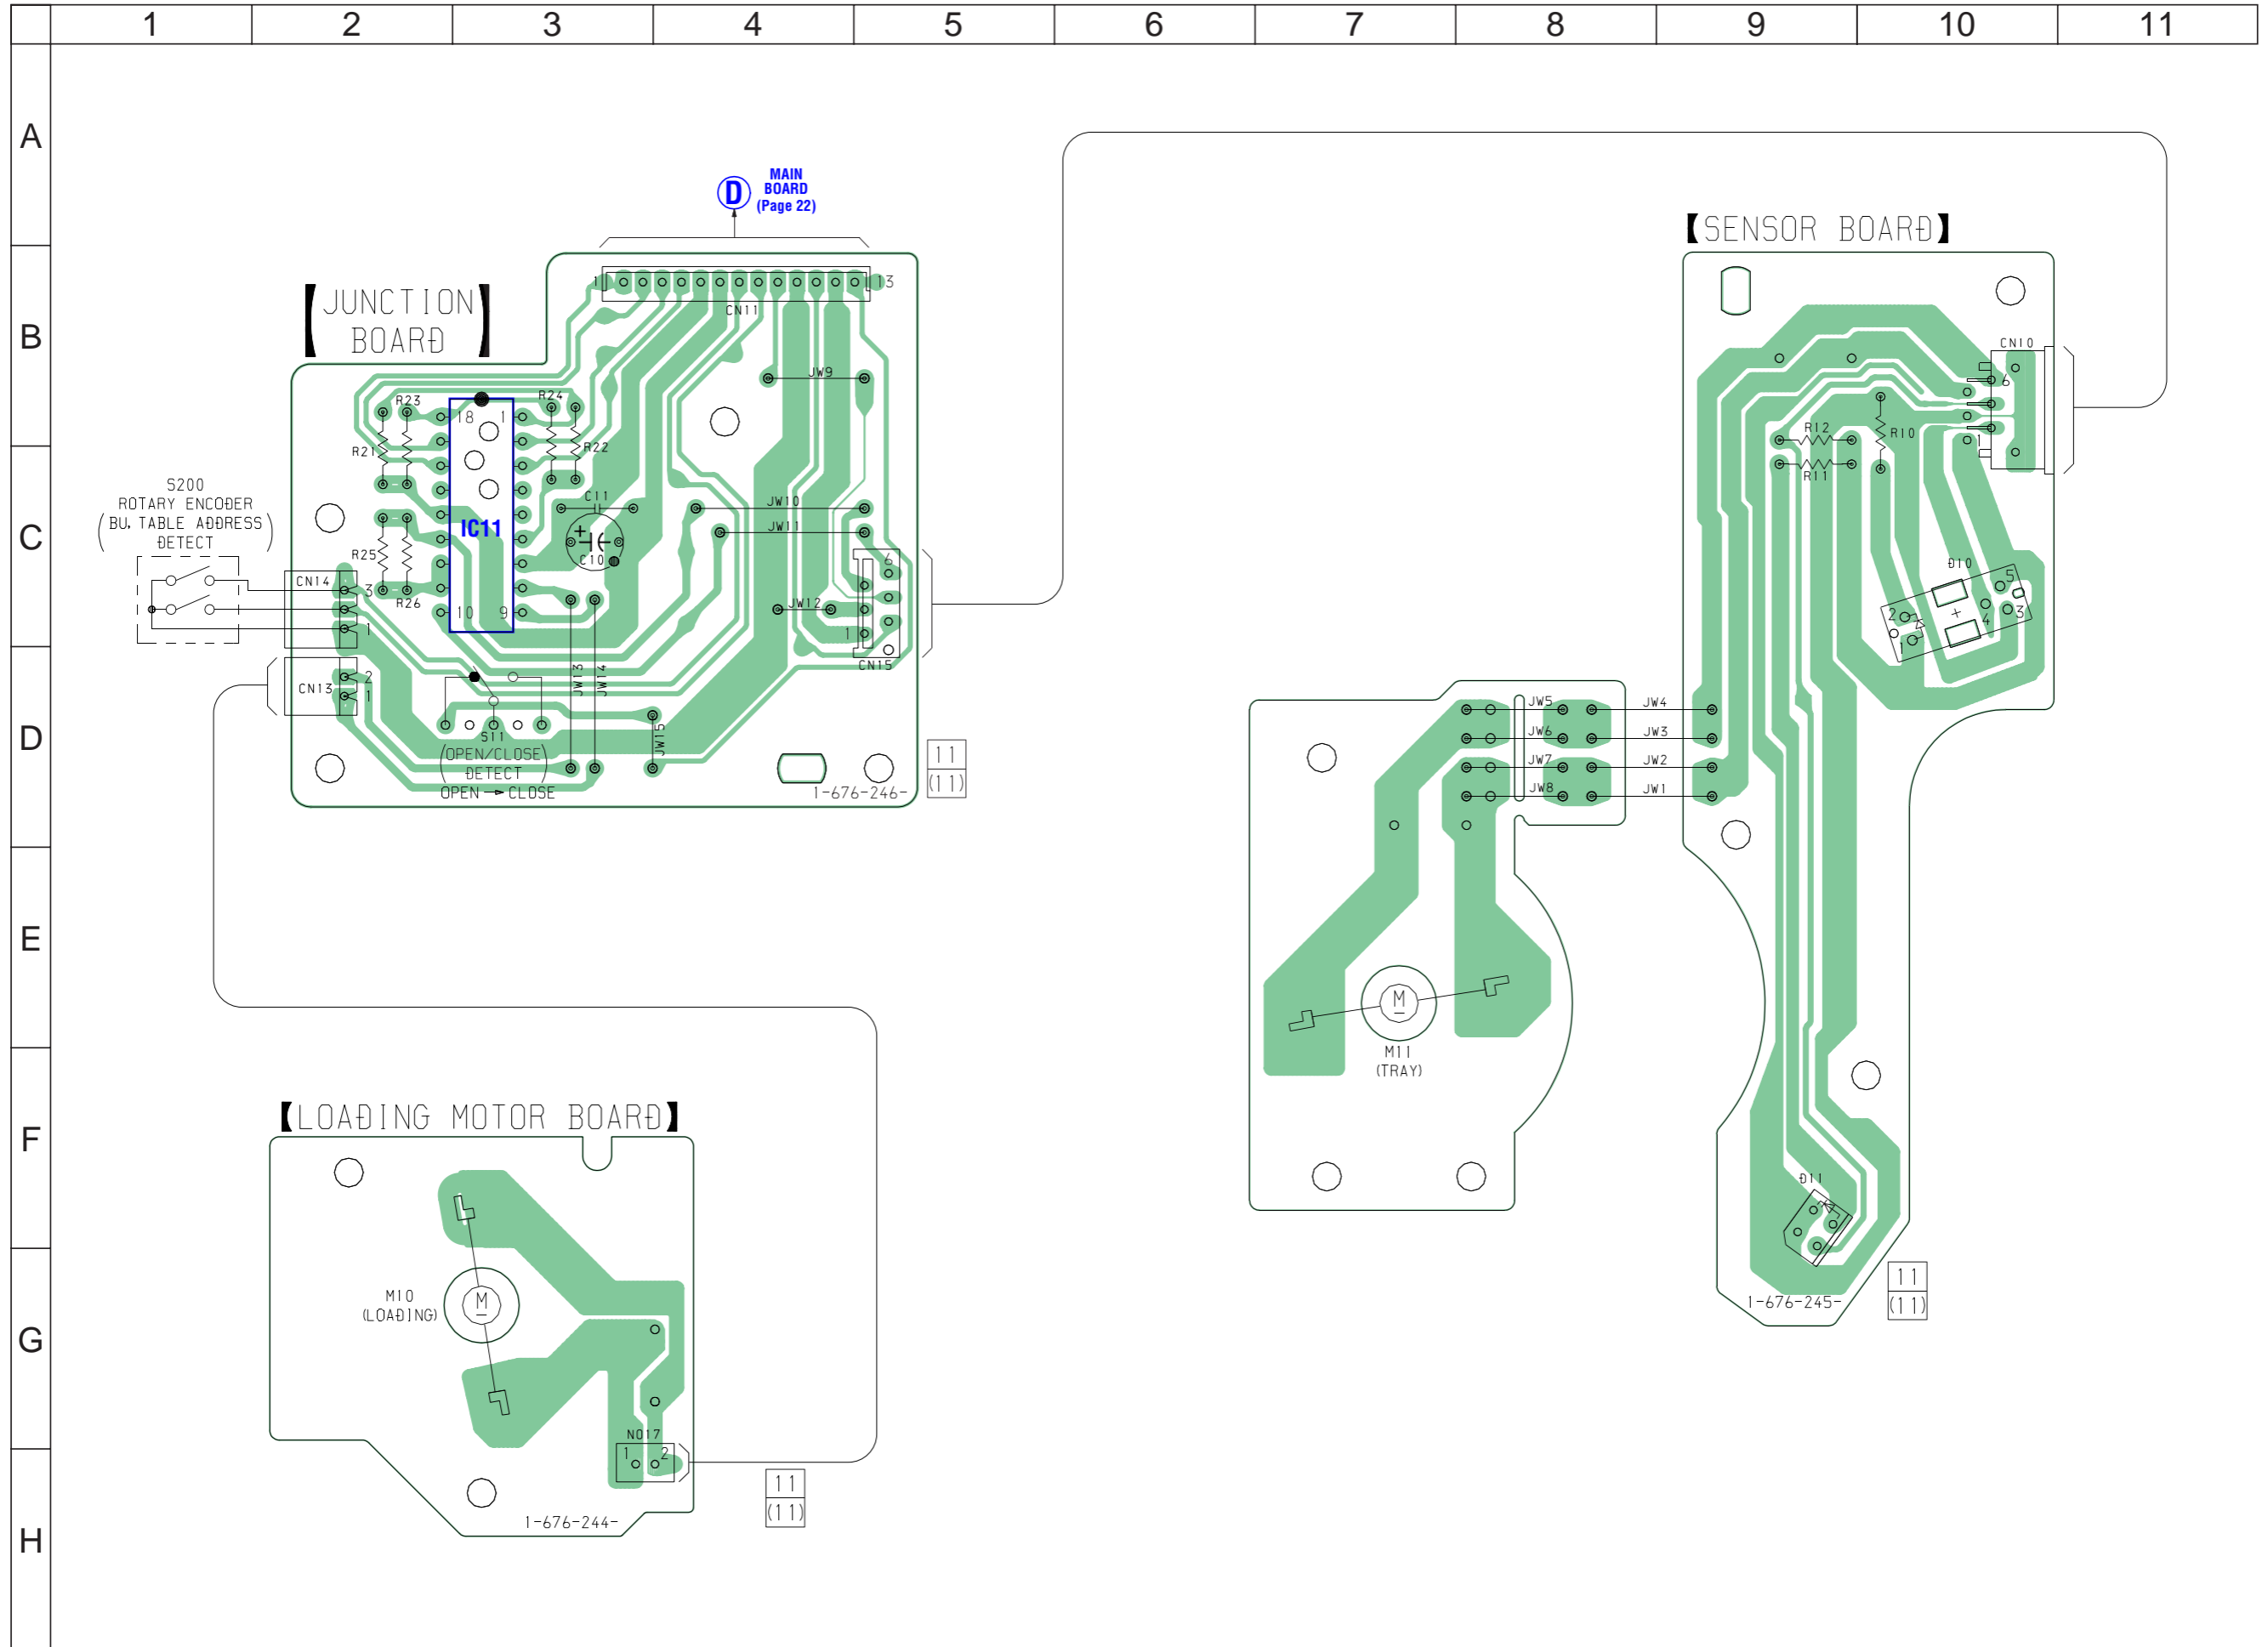 1 2 3 4 5 6 7 8 9 10 11
A
B
C
D
E
F
G
H
D
MAIN
BOARD
(Page 22)
JUNCTION
BOARD
1
13
CN11
JW9
R23
R24
18
1
R21
R22
C11
JW10
JW11
IC11
+
C10
R25
R26
10
9
JW12
6
1
CN15
S200
ROTARY ENCODER
(BU, TABLE ADDRESS
DETECT)
CN14
3
1
CN13
2
1
JW13
JW14
JW15
S11
(OPEN/CLOSE
DETECT)
OPEN → CLOSE
1-676-246-
11
(11)
【SENSOR BOARD】
CN10
6
1
R12
R10
R11
D10
5
2
+
4
3
1
JW5
JW4
JW6
JW3
JW7
JW2
JW8
JW1
M
M11
(TRAY)
D11
1-676-245-
11
(11)
【LOADING MOTOR BOARD】
M10
(LOADING)
M
NO17
1
2
1-676-244-
11
(11)